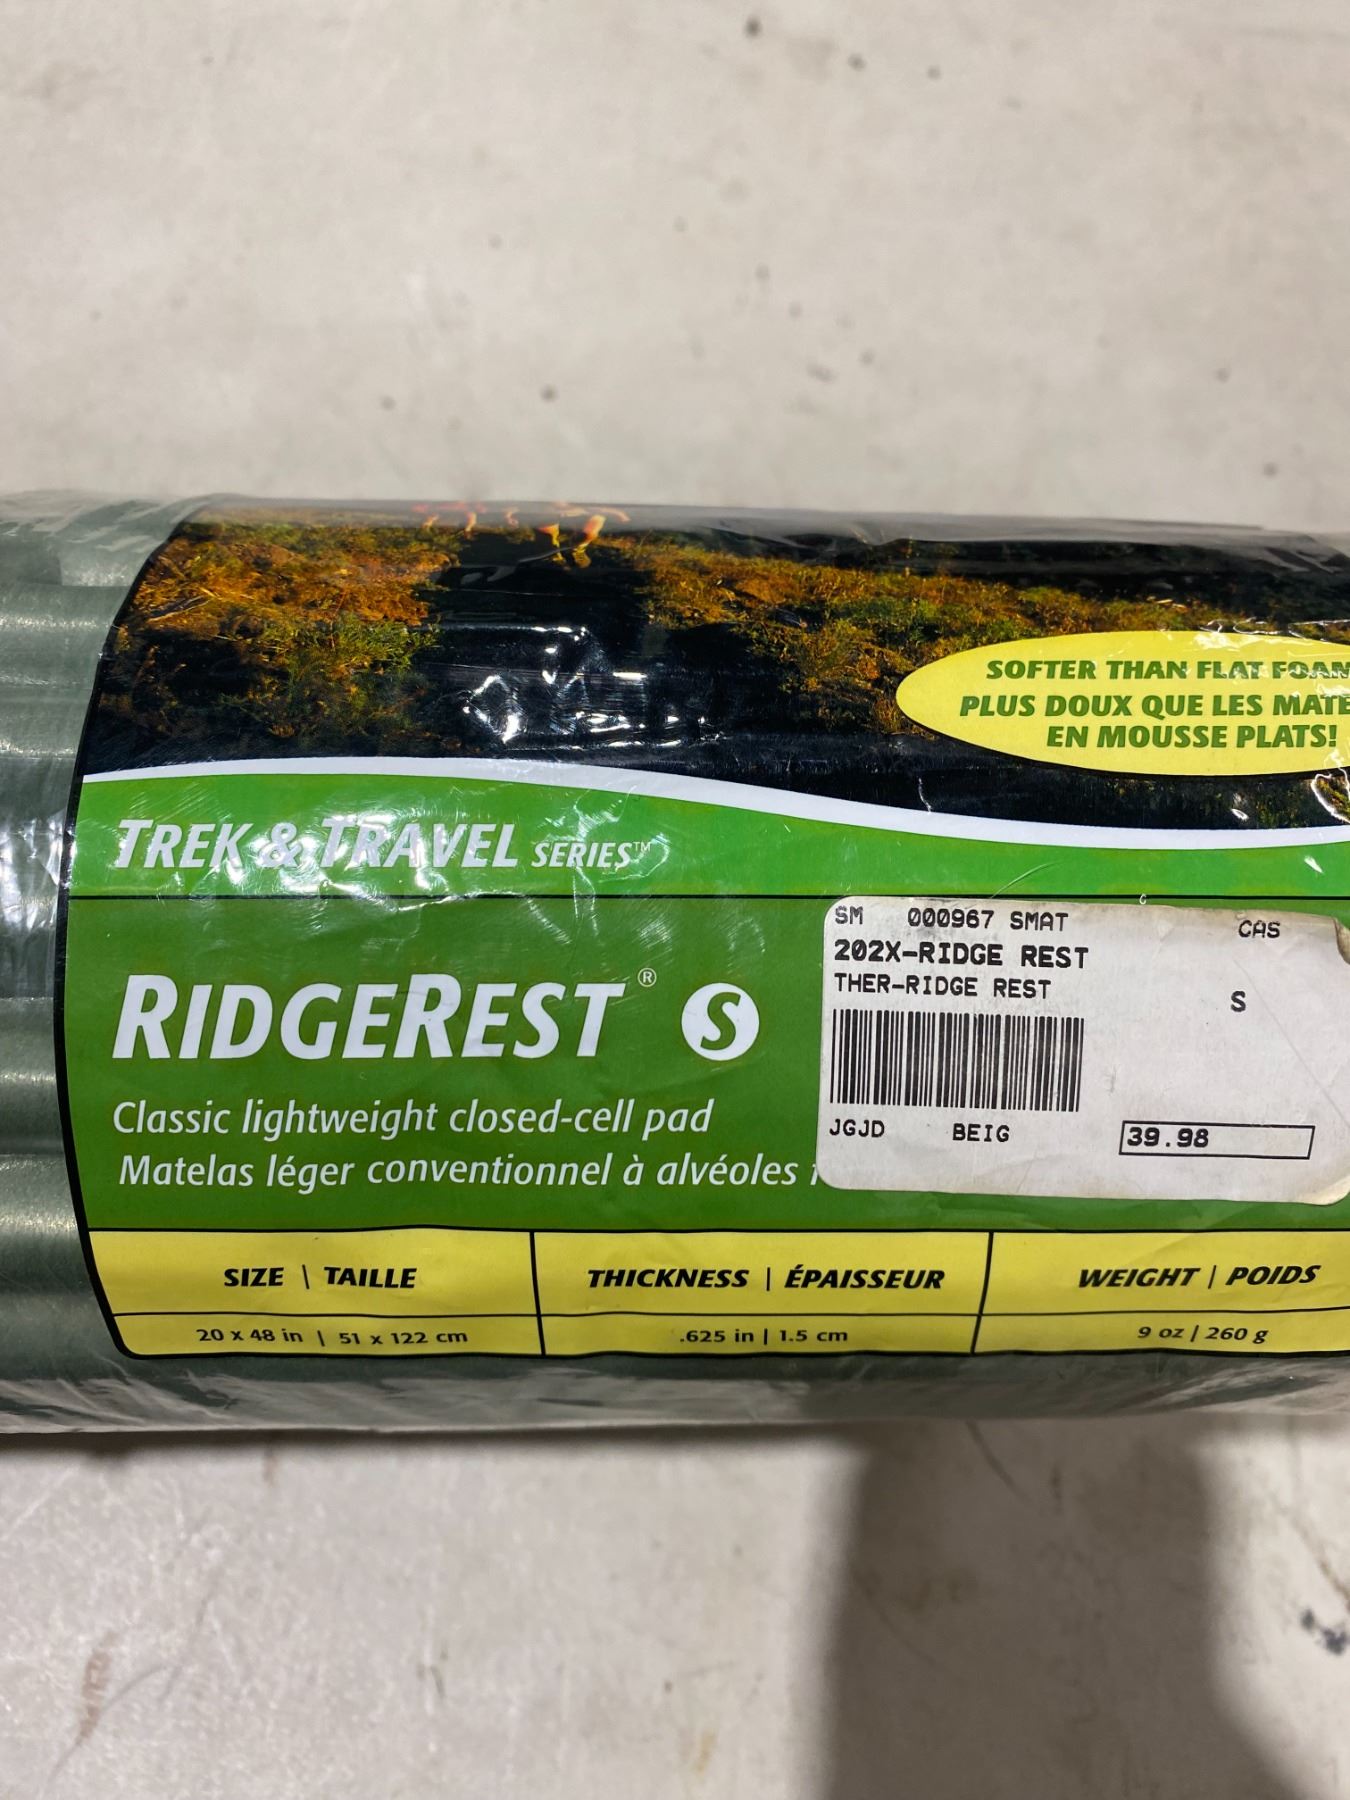 SOFTER THAN FLAT FOAM
PLUS DOUX QUE LES MATE
EN MOUSSE PLATS!
TREK & TRAVEL SERIES™
RIDGEREST® S
Classic lightweight closed-cell pad
Matelas léger conventionnel à alvéoles
SM 000967 SMAT CAS
202X-RIDGE REST
THER-RIDGE REST S
JGJD BEIG 39.98
SIZE | TAILLE THICKNESS | ÉPAISSEUR WEIGHT | POIDS
20 x 48 in | 51 x 122 cm .625 in | 1.5 cm 9 oz | 260 g